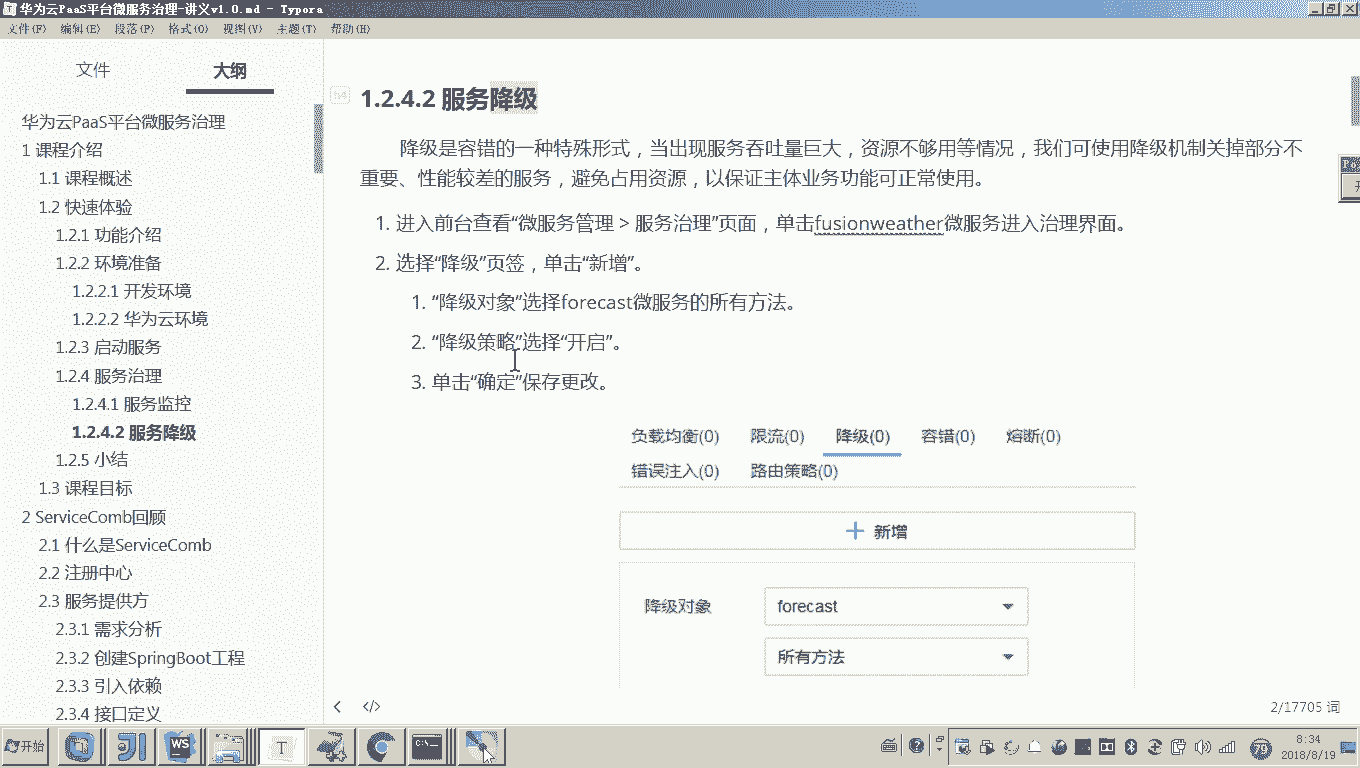 华为云PaaS平台微服务治理-讲义v1.0.md - Typora
文件(F) 编辑(E) 段落(P) 格式(O) 视图(V) 主题(T) 帮助(H)
文件 大纲
华为云PaaS平台微服务治理
1 课程介绍
1.1 课程概述
1.2 快速体验
1.2.1 功能介绍
1.2.2 环境准备
1.2.2.1 开发环境
1.2.2.2 华为云环境
1.2.3 启动服务
1.2.4 服务治理
1.2.4.1 服务监控
1.2.4.2 服务降级
1.2.5 小结
1.3 课程目标
2 ServiceComb回顾
2.1 什么是ServiceComb
2.2 注册中心
2.3 服务提供方
2.3.1 需求分析
2.3.2 创建SpringBoot工程
2.3.3 引入依赖
2.3.4 接口定义
h4
1.2.4.2 服务降级
降级是容错的一种特殊形式，当出现服务吞吐量巨大，资源不够用等情况，我们可使用降级机制关掉部分不
重要、性能较差的服务，避免占用资源，以保证主体业务功能可正常使用。
1. 进入前台查看“微服务管理 > 服务治理”页面，单击fusionweather微服务进入治理界面。
2. 选择“降级”页签，单击“新增”。
1. “降级对象”选择forecast微服务的所有方法。
2. “降级策略”选择“开启”。
3. 单击“确定”保存更改。
负载均衡(0) 限流(0) 降级(0) 容错(0) 熔断(0)
错误注入(0) 路由策略(0)
+ 新增
降级对象 forecast
所有方法
</>
2/17705 词
Po
开始
WS
T
C:\
79
8:34
2018/8/19